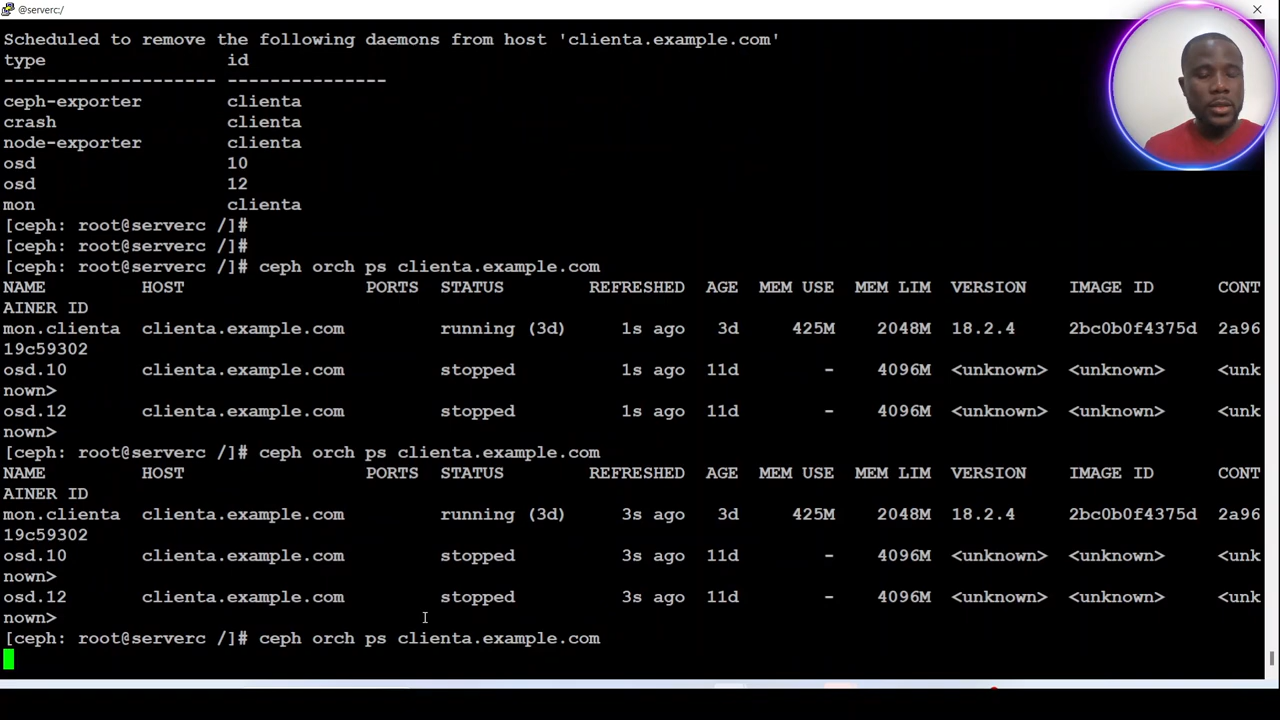 @serverc:/
Scheduled to remove the following daemons from host 'clienta.example.com'
type id
-------------------- ---------------
ceph-exporter clienta
crash clienta
node-exporter clienta
osd 10
osd 12
mon clienta
[ceph: root@serverc /]#
[ceph: root@serverc /]#
[ceph: root@serverc /]# ceph orch ps clienta.example.com
NAME HOST PORTS STATUS REFRESHED AGE MEM USE MEM LIM VERSION IMAGE ID CONT
AINER ID
mon.clienta clienta.example.com running (3d) 1s ago 3d 425M 2048M 18.2.4 2bc0b0f4375d 2a96
19c59302
osd.10 clienta.example.com stopped 1s ago 11d - 4096M <unknown> <unknown> <unk
nown>
osd.12 clienta.example.com stopped 1s ago 11d - 4096M <unknown> <unknown> <unk
nown>
[ceph: root@serverc /]# ceph orch ps clienta.example.com
NAME HOST PORTS STATUS REFRESHED AGE MEM USE MEM LIM VERSION IMAGE ID CONT
AINER ID
mon.clienta clienta.example.com running (3d) 3s ago 3d 425M 2048M 18.2.4 2bc0b0f4375d 2a96
19c59302
osd.10 clienta.example.com stopped 3s ago 11d - 4096M <unknown> <unknown> <unk
nown>
osd.12 clienta.example.com stopped 3s ago 11d - 4096M <unknown> <unknown> <unk
nown>
[ceph: root@serverc /]# ceph orch ps clienta.example.com